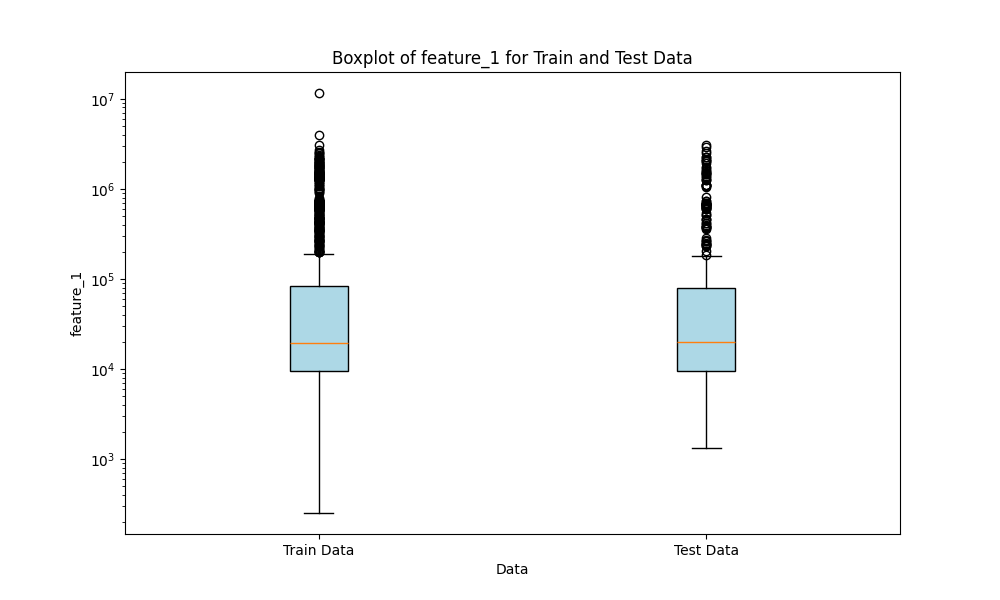 Boxplot of feature_1 for Train and Test Data
10⁷
10⁶
10⁵
10⁴
10³
feature_1
Train Data
Test Data
Data